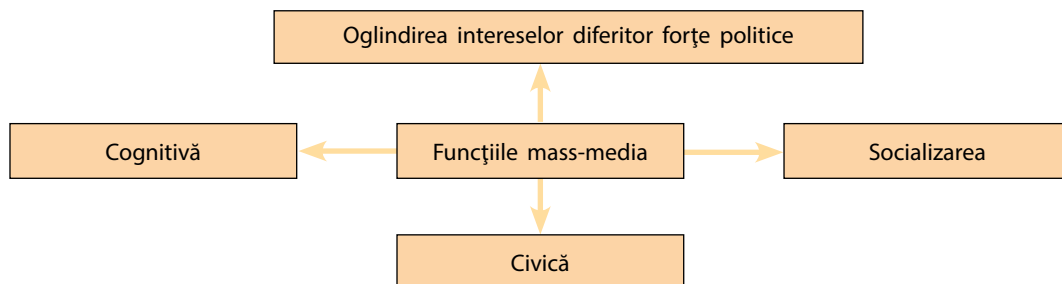 Oglindirea intereselor diferitor forţe politice
Cognitivă
Funcţiile mass-media
Socializarea
Civică